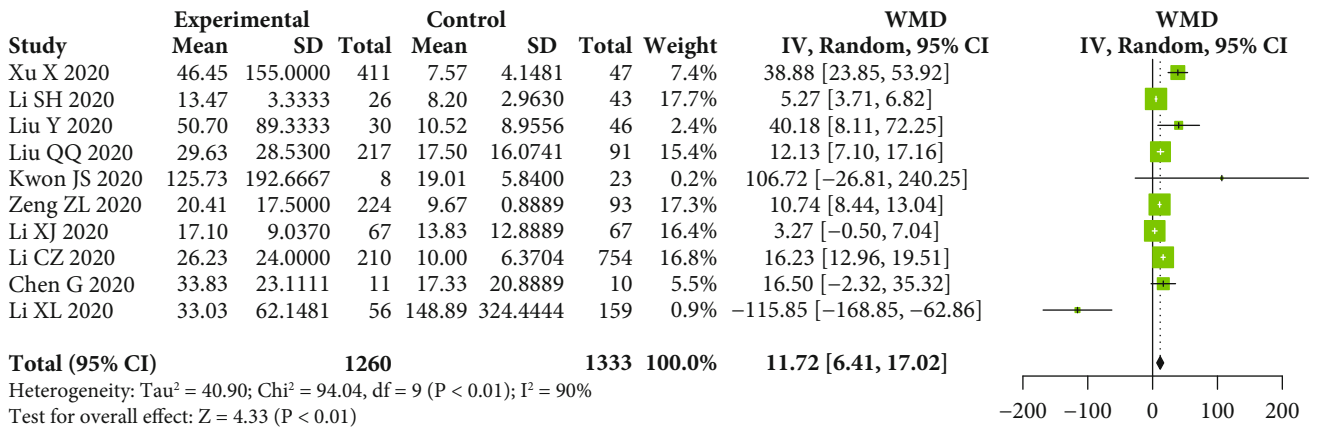 Experimental Control WMD WMD
Study Mean SD Total Mean SD Total Weight IV, Random, 95% CI IV, Random, 95% CI
Xu X 2020 46.45 155.0000 411 7.57 4.1481 47 7.4% 38.88 [23.85, 53.92]
Li SH 2020 13.47 3.3333 26 8.20 2.9630 43 17.7% 5.27 [3.71, 6.82]
Liu Y 2020 50.70 89.3333 30 10.52 8.9556 46 2.4% 40.18 [8.11, 72.25]
Liu QQ 2020 29.63 28.5300 217 17.50 16.0741 91 15.4% 12.13 [7.10, 17.16]
Kwon JS 2020 125.73 192.6667 8 19.01 5.8400 23 0.2% 106.72 [−26.81, 240.25]
Zeng ZL 2020 20.41 17.5000 224 9.67 0.8889 93 17.3% 10.74 [8.44, 13.04]
Li XJ 2020 17.10 9.0370 67 13.83 12.8889 67 16.4% 3.27 [−0.50, 7.04]
Li CZ 2020 26.23 24.0000 210 10.00 6.3704 754 16.8% 16.23 [12.96, 19.51]
Chen G 2020 33.83 23.1111 11 17.33 20.8889 10 5.5% 16.50 [−2.32, 35.32]
Li XL 2020 33.03 62.1481 56 148.89 324.4444 159 0.9% −115.85 [−168.85, −62.86]
Total (95% CI) 1260 1333 100.0% 11.72 [6.41, 17.02]
Heterogeneity: Tau² = 40.90; Chi² = 94.04, df = 9 (P < 0.01); I² = 90%
Test for overall effect: Z = 4.33 (P < 0.01)
−200 −100 0 100 200